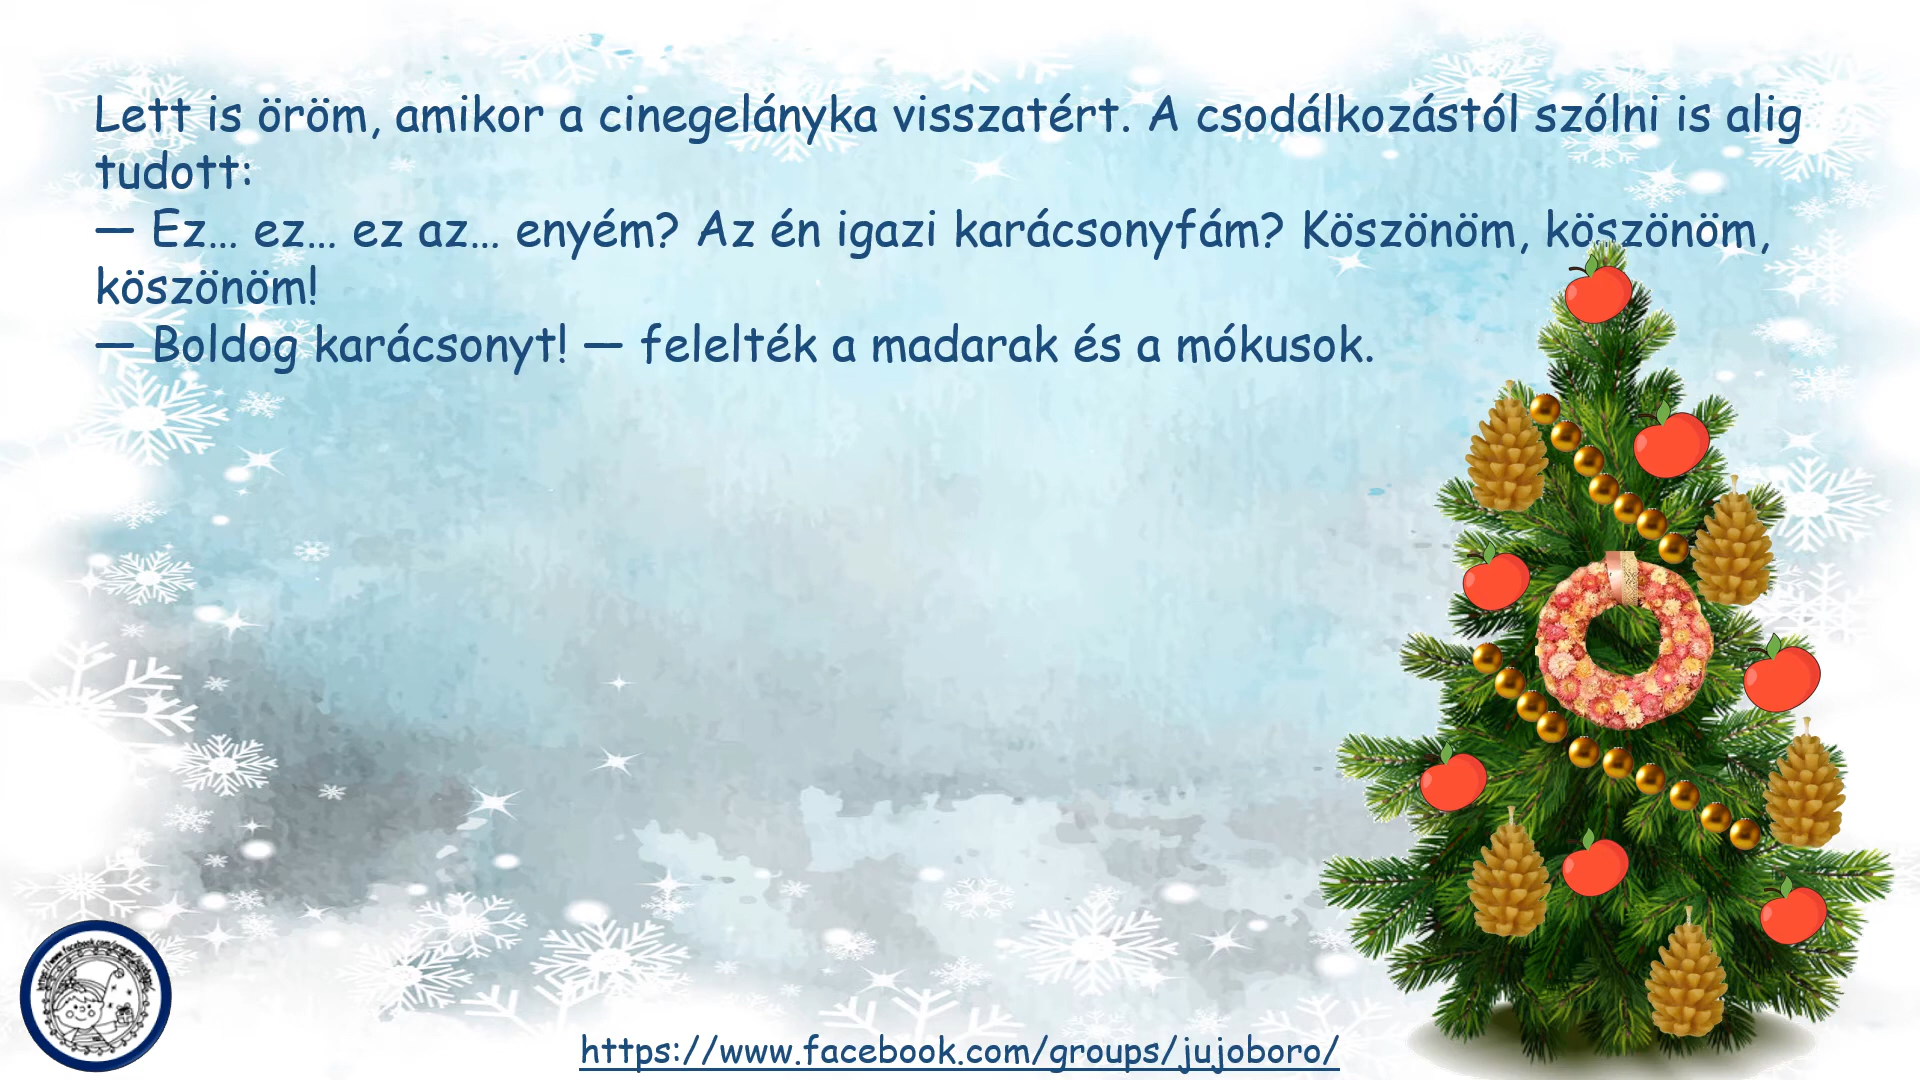 Lett is öröm, amikor a cinegelányka visszatért. A csodálkozástól szólni is alig
tudott:
— Ez… ez… ez az… enyém? Az én igazi karácsonyfám? Köszönöm, köszönöm,
köszönöm!
— Boldog karácsonyt! — felelték a madarak és a mókusok.
https://www.facebook.com/groups/jujoboro/